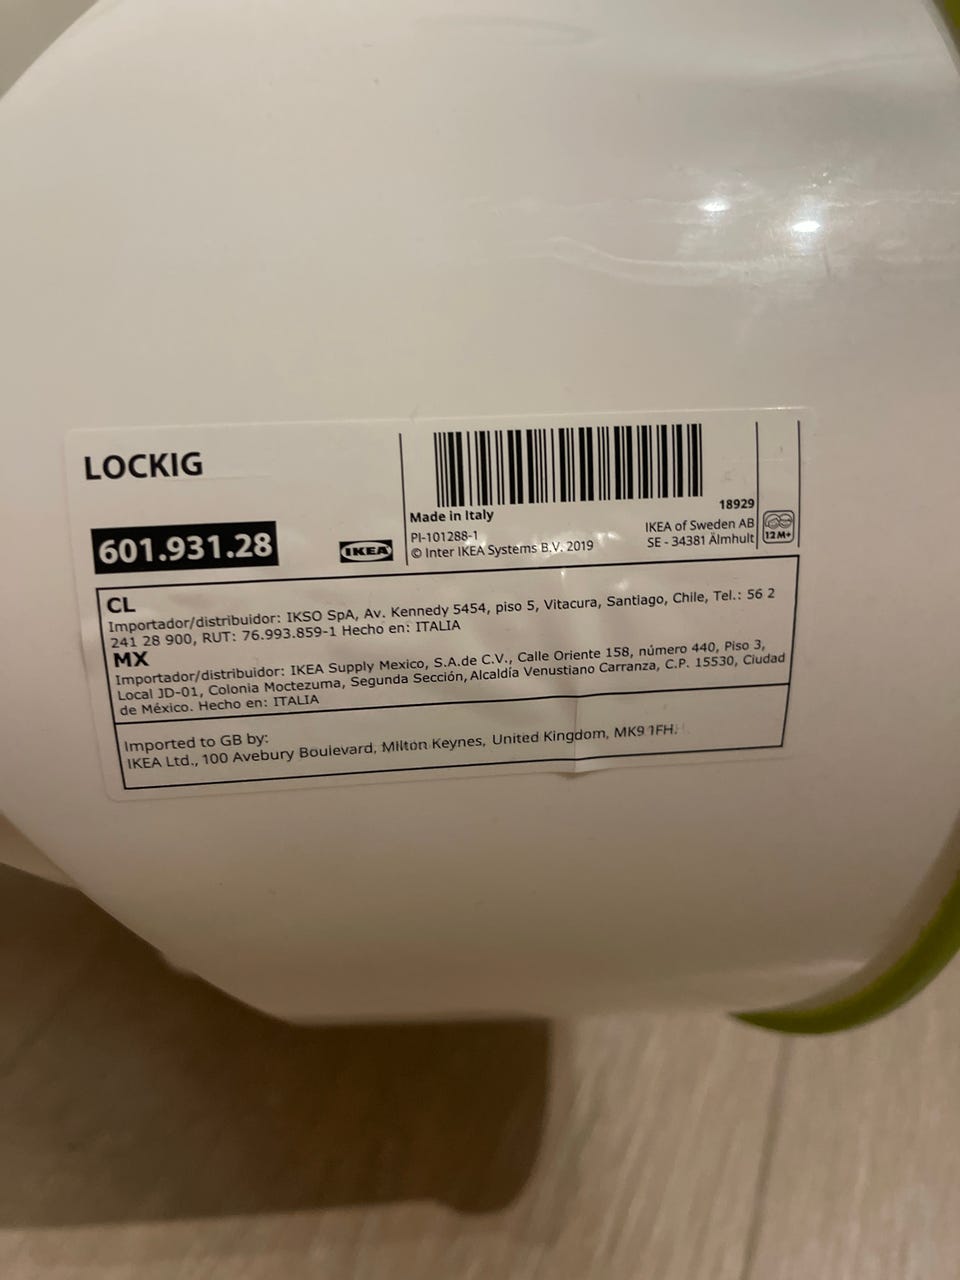 LOCKIG
601.931.28
IKEA
Made in Italy
PI-101288-1
© Inter IKEA Systems B.V. 2019
18929
IKEA of Sweden AB
SE - 34381 Älmhult
12M+
CL
Importador/distribuidor: IKSO SpA, Av. Kennedy 5454, piso 5, Vitacura, Santiago, Chile, Tel.: 56 2
241 28 900, RUT: 76.993.859-1 Hecho en: ITALIA
MX
Importador/distribuidor: IKEA Supply Mexico, S.A.de C.V., Calle Oriente 158, número 440, Piso 3,
Local JD-01, Colonia Moctezuma, Segunda Sección, Alcaldía Venustiano Carranza, C.P. 15530, Ciudad
de México. Hecho en: ITALIA
Imported to GB by:
IKEA Ltd., 100 Avebury Boulevard, Milton Keynes, United Kingdom, MK9 1FH.